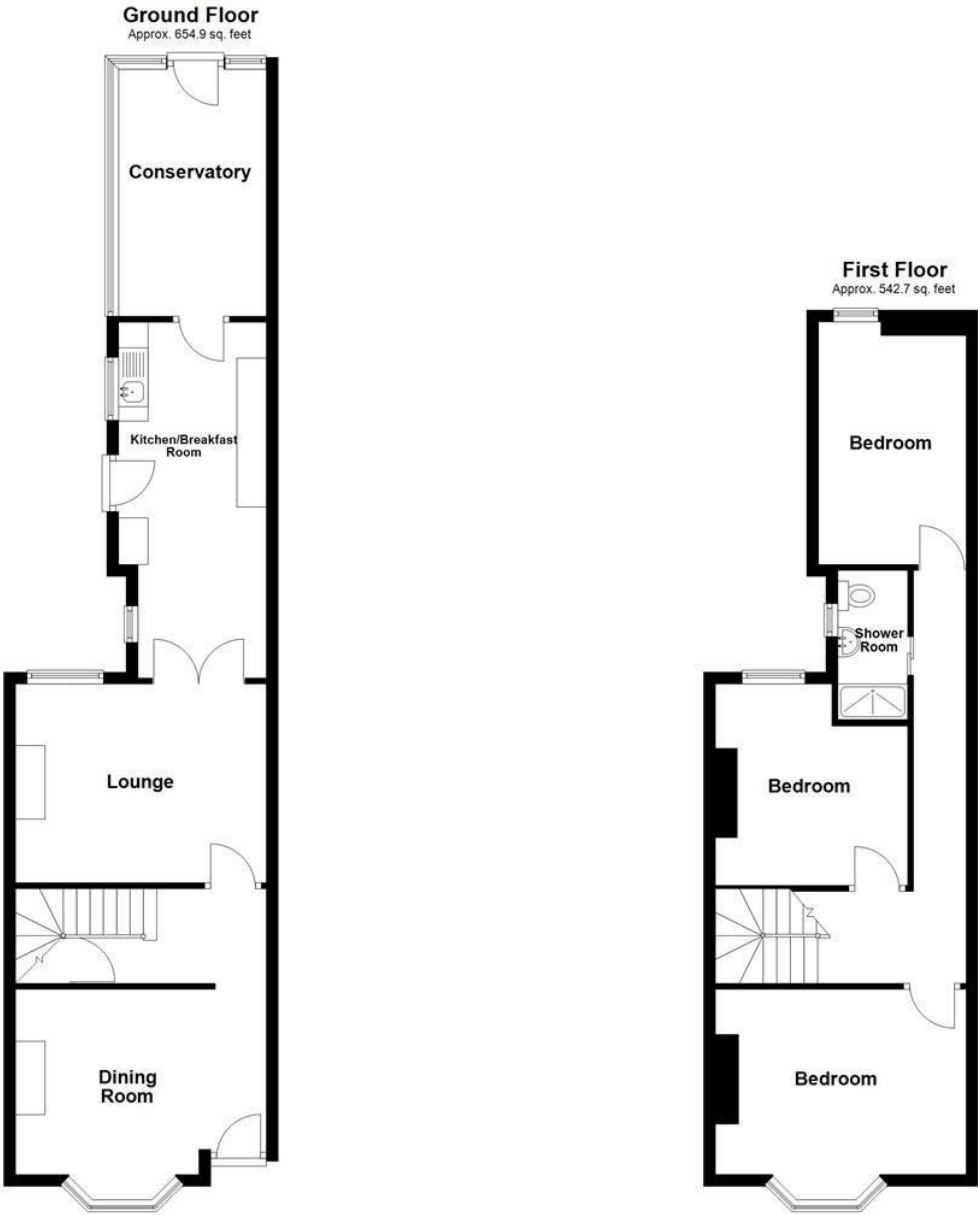 Ground Floor
Approx. 654.9 sq. feet
Conservatory
Kitchen/Breakfast
Room
Lounge
Dining
Room
First Floor
Approx. 542.7 sq. feet
Bedroom
Shower
Room
Bedroom
Bedroom